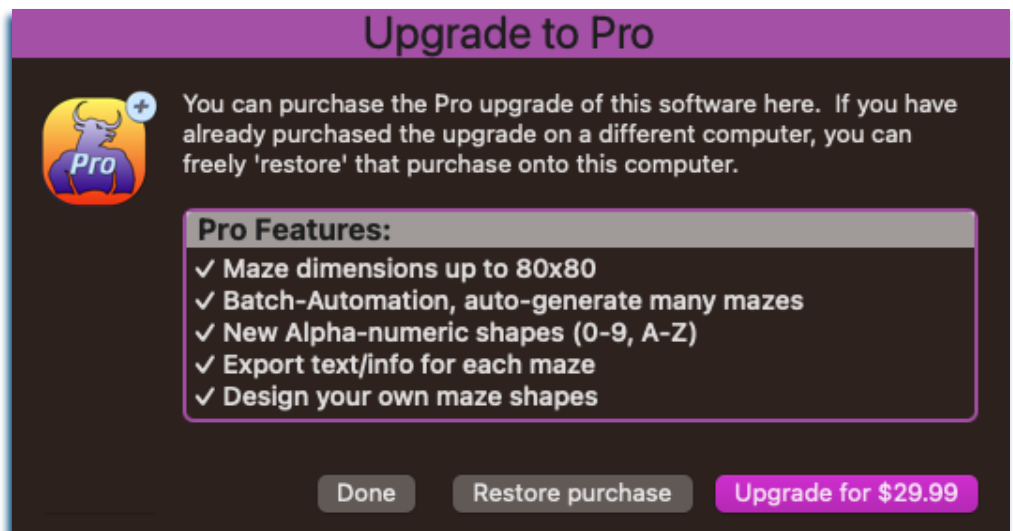 Upgrade to Pro
You can purchase the Pro upgrade of this software here.  If you have
already purchased the upgrade on a different computer, you can
freely 'restore' that purchase onto this computer.
Pro
Pro Features:
✓ Maze dimensions up to 80x80
✓ Batch-Automation, auto-generate many mazes
✓ New Alpha-numeric shapes (0-9, A-Z)
✓ Export text/info for each maze
✓ Design your own maze shapes
Done
Restore purchase
Upgrade for $29.99